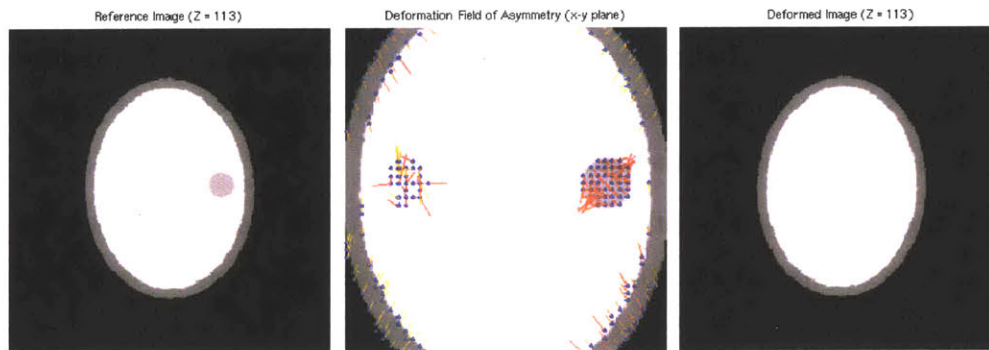 Reference Image (Z = 113)
Deformation Field of Asymmetry (x-y plane)
Deformed Image (Z = 113)